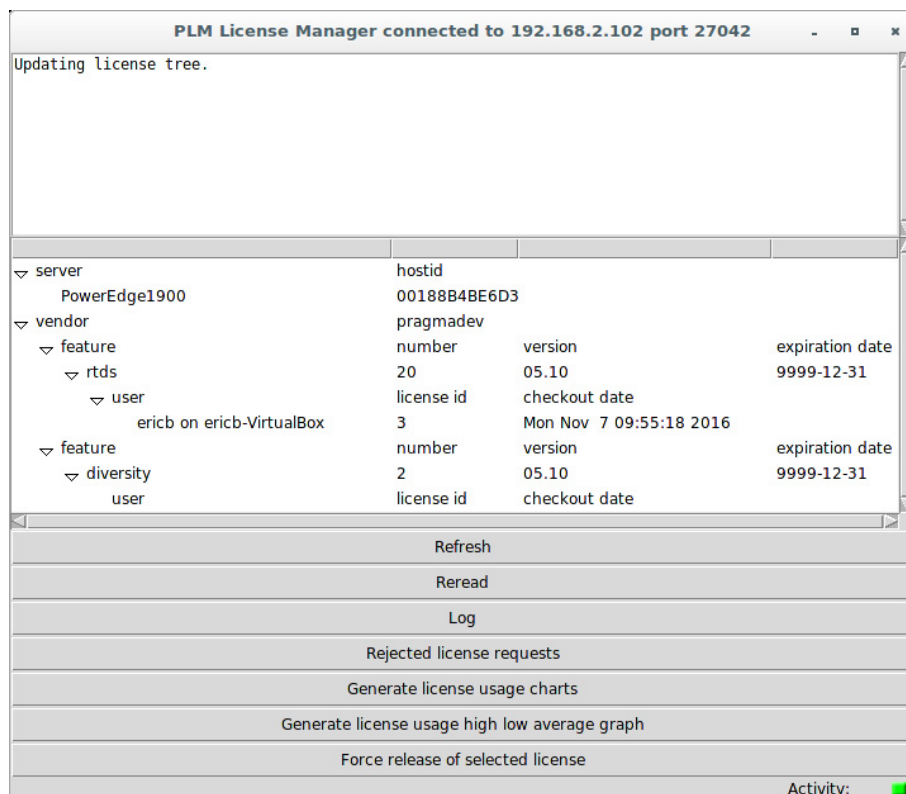 PLM License Manager connected to 192.168.2.102 port 27042
Updating license tree.
server hostid
PowerEdge1900 00188B4BE6D3
vendor pragmadev
feature number version expiration date
rtds 20 05.10 9999-12-31
user license id checkout date
ericb on ericb-VirtualBox 3 Mon Nov  7 09:55:18 2016
feature number version expiration date
diversity 2 05.10 9999-12-31
user license id checkout date
Refresh
Reread
Log
Rejected license requests
Generate license usage charts
Generate license usage high low average graph
Force release of selected license
Activity: